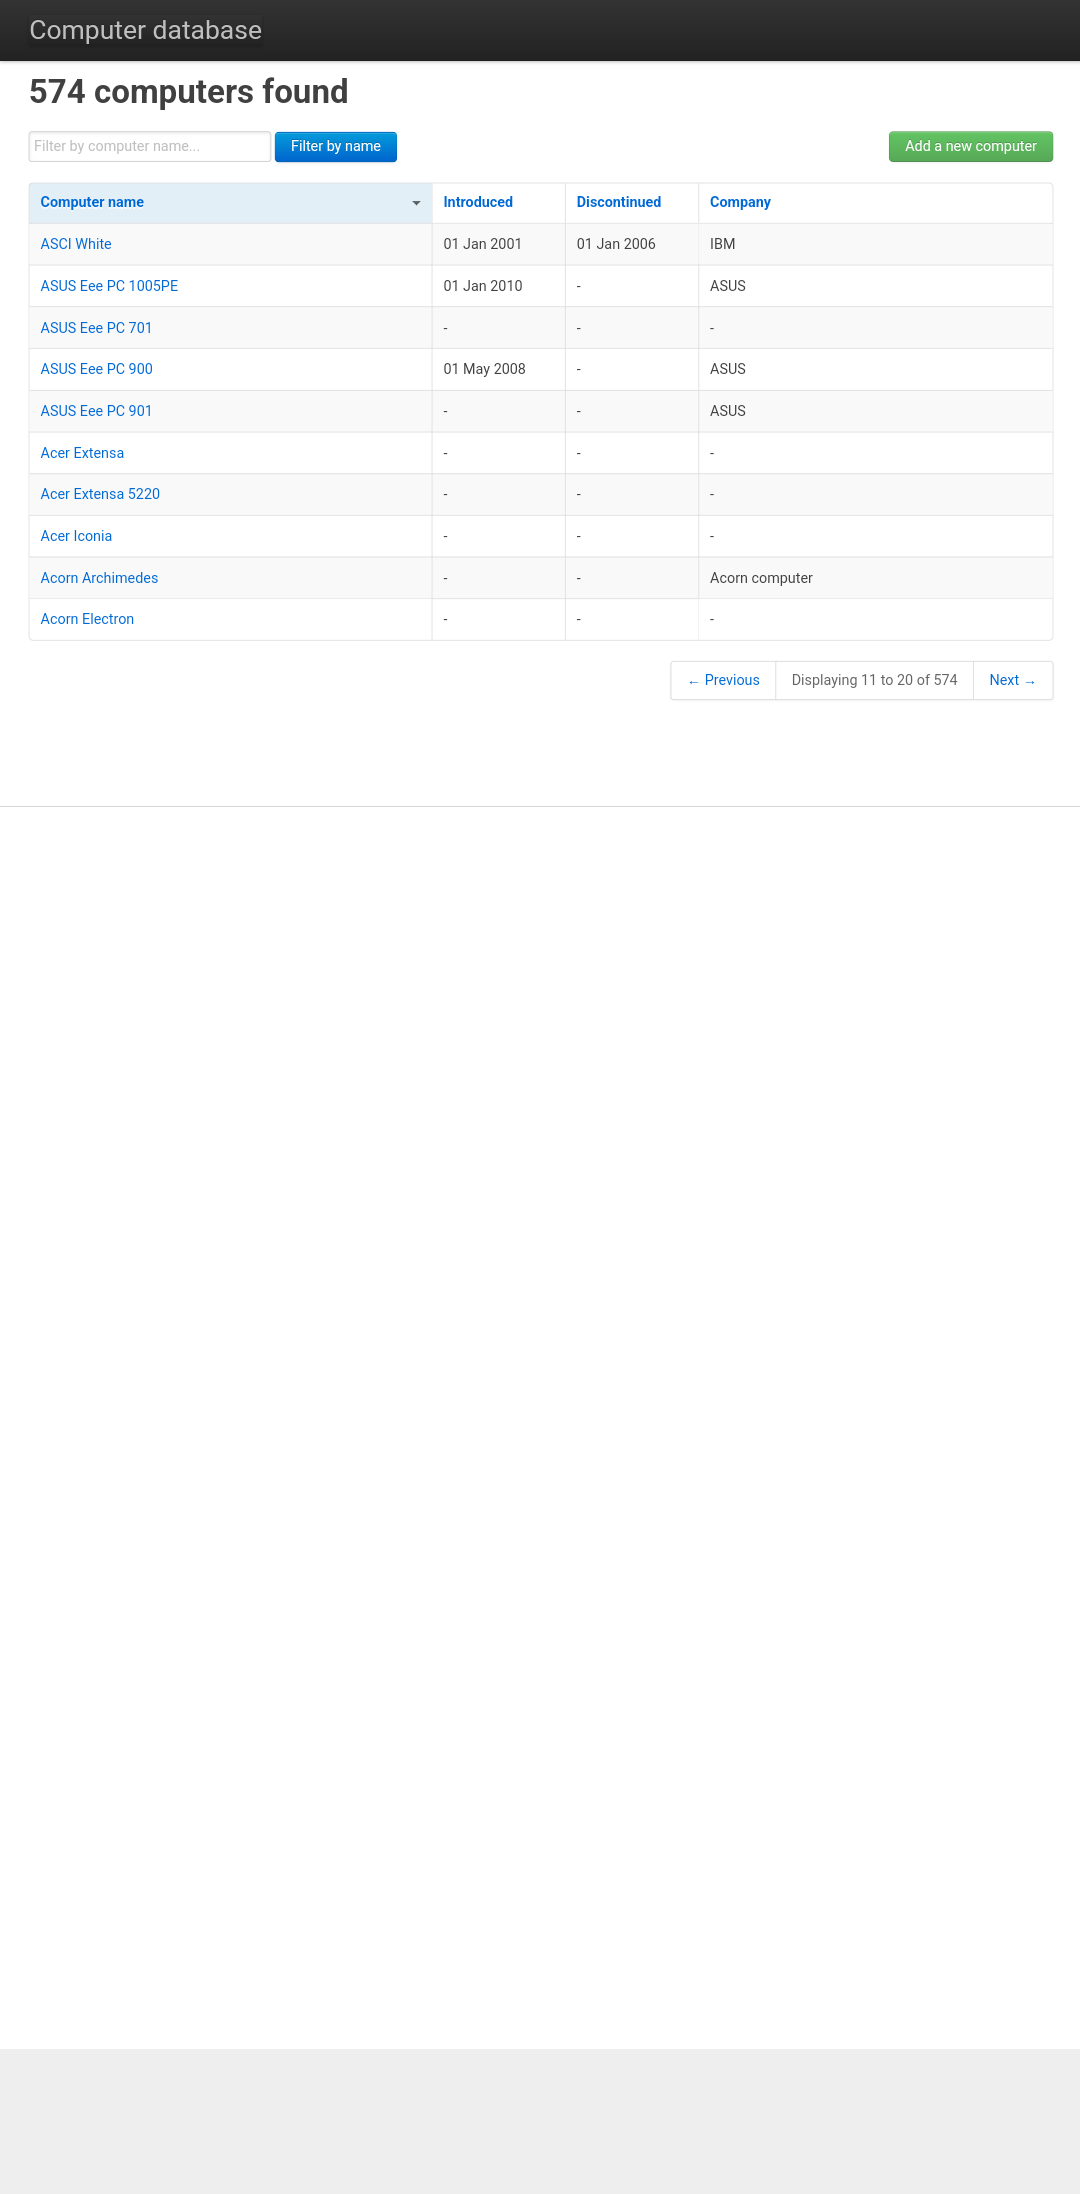 Computer database
574 computers found
Filter by computer name... Filter by name Add a new computer
Computer name Introduced Discontinued Company
ASCI White 01 Jan 2001 01 Jan 2006 IBM
ASUS Eee PC 1005PE 01 Jan 2010 - ASUS
ASUS Eee PC 701 - - -
ASUS Eee PC 900 01 May 2008 - ASUS
ASUS Eee PC 901 - - ASUS
Acer Extensa - - -
Acer Extensa 5220 - - -
Acer Iconia - - -
Acorn Archimedes - - Acorn computer
Acorn Electron - - -
← Previous Displaying 11 to 20 of 574 Next →